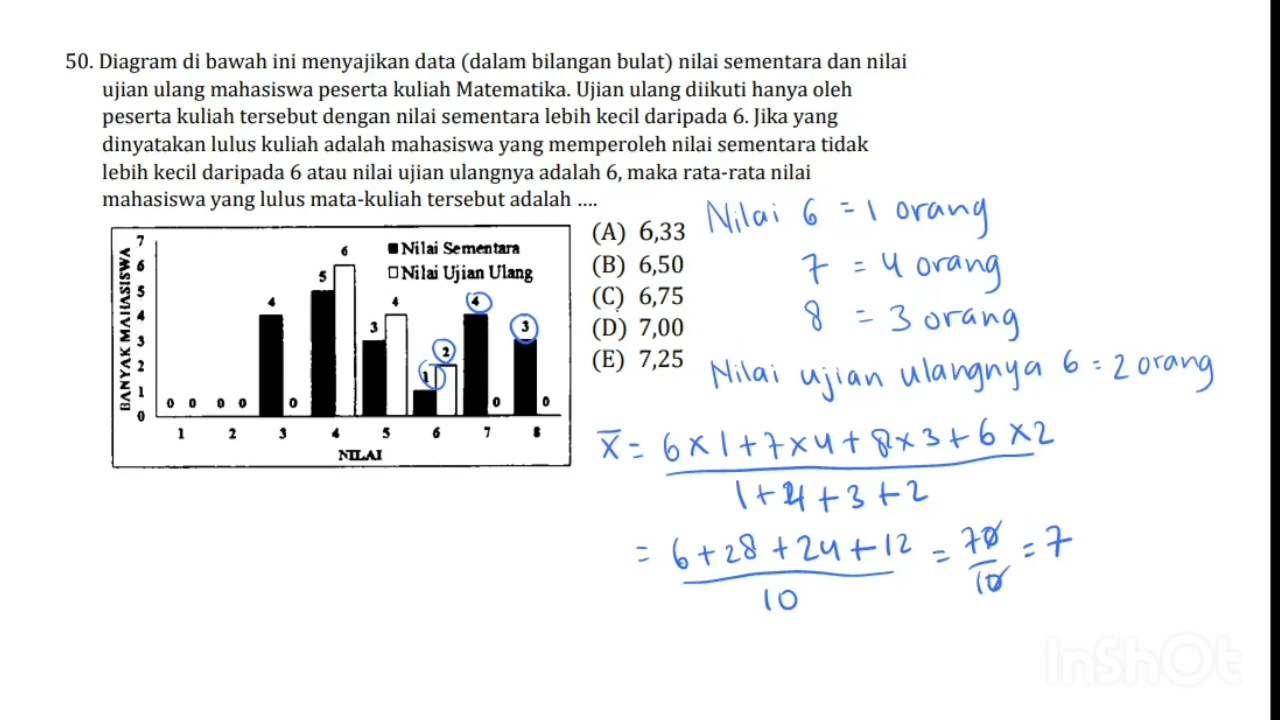 50. Diagram di bawah ini menyajikan data (dalam bilangan bulat) nilai sementara dan nilai
ujian ulang mahasiswa peserta kuliah Matematika. Ujian ulang diikuti hanya oleh
peserta kuliah tersebut dengan nilai sementara lebih kecil daripada 6. Jika yang
dinyatakan lulus kuliah adalah mahasiswa yang memperoleh nilai sementara tidak
lebih kecil daripada 6 atau nilai ujian ulangnya adalah 6, maka rata-rata nilai
mahasiswa yang lulus mata-kuliah tersebut adalah ....
BANYAK MAHASISWA
7
6
5
4
3
2
1
0
■ Nilai Sementara
□ Nilai Ujian Ulang
0 0 0 0 4 0 5 6 3 4 1 2 4 0 3 0
1 2 3 4 5 6 7 8
NILAI
(A) 6,33
(B) 6,50
(C) 6,75
(D) 7,00
(E) 7,25
Nilai 6 = 1 orang
7 = 4 orang
8 = 3 orang
Nilai ujian ulangnya 6 = 2 orang
x̄ = 6 x 1 + 7 x 4 + 8 x 3 + 6 x 2
1 + 4 + 3 + 2
= 6 + 28 + 24 + 12 = 70 = 7
10 10
InShOt